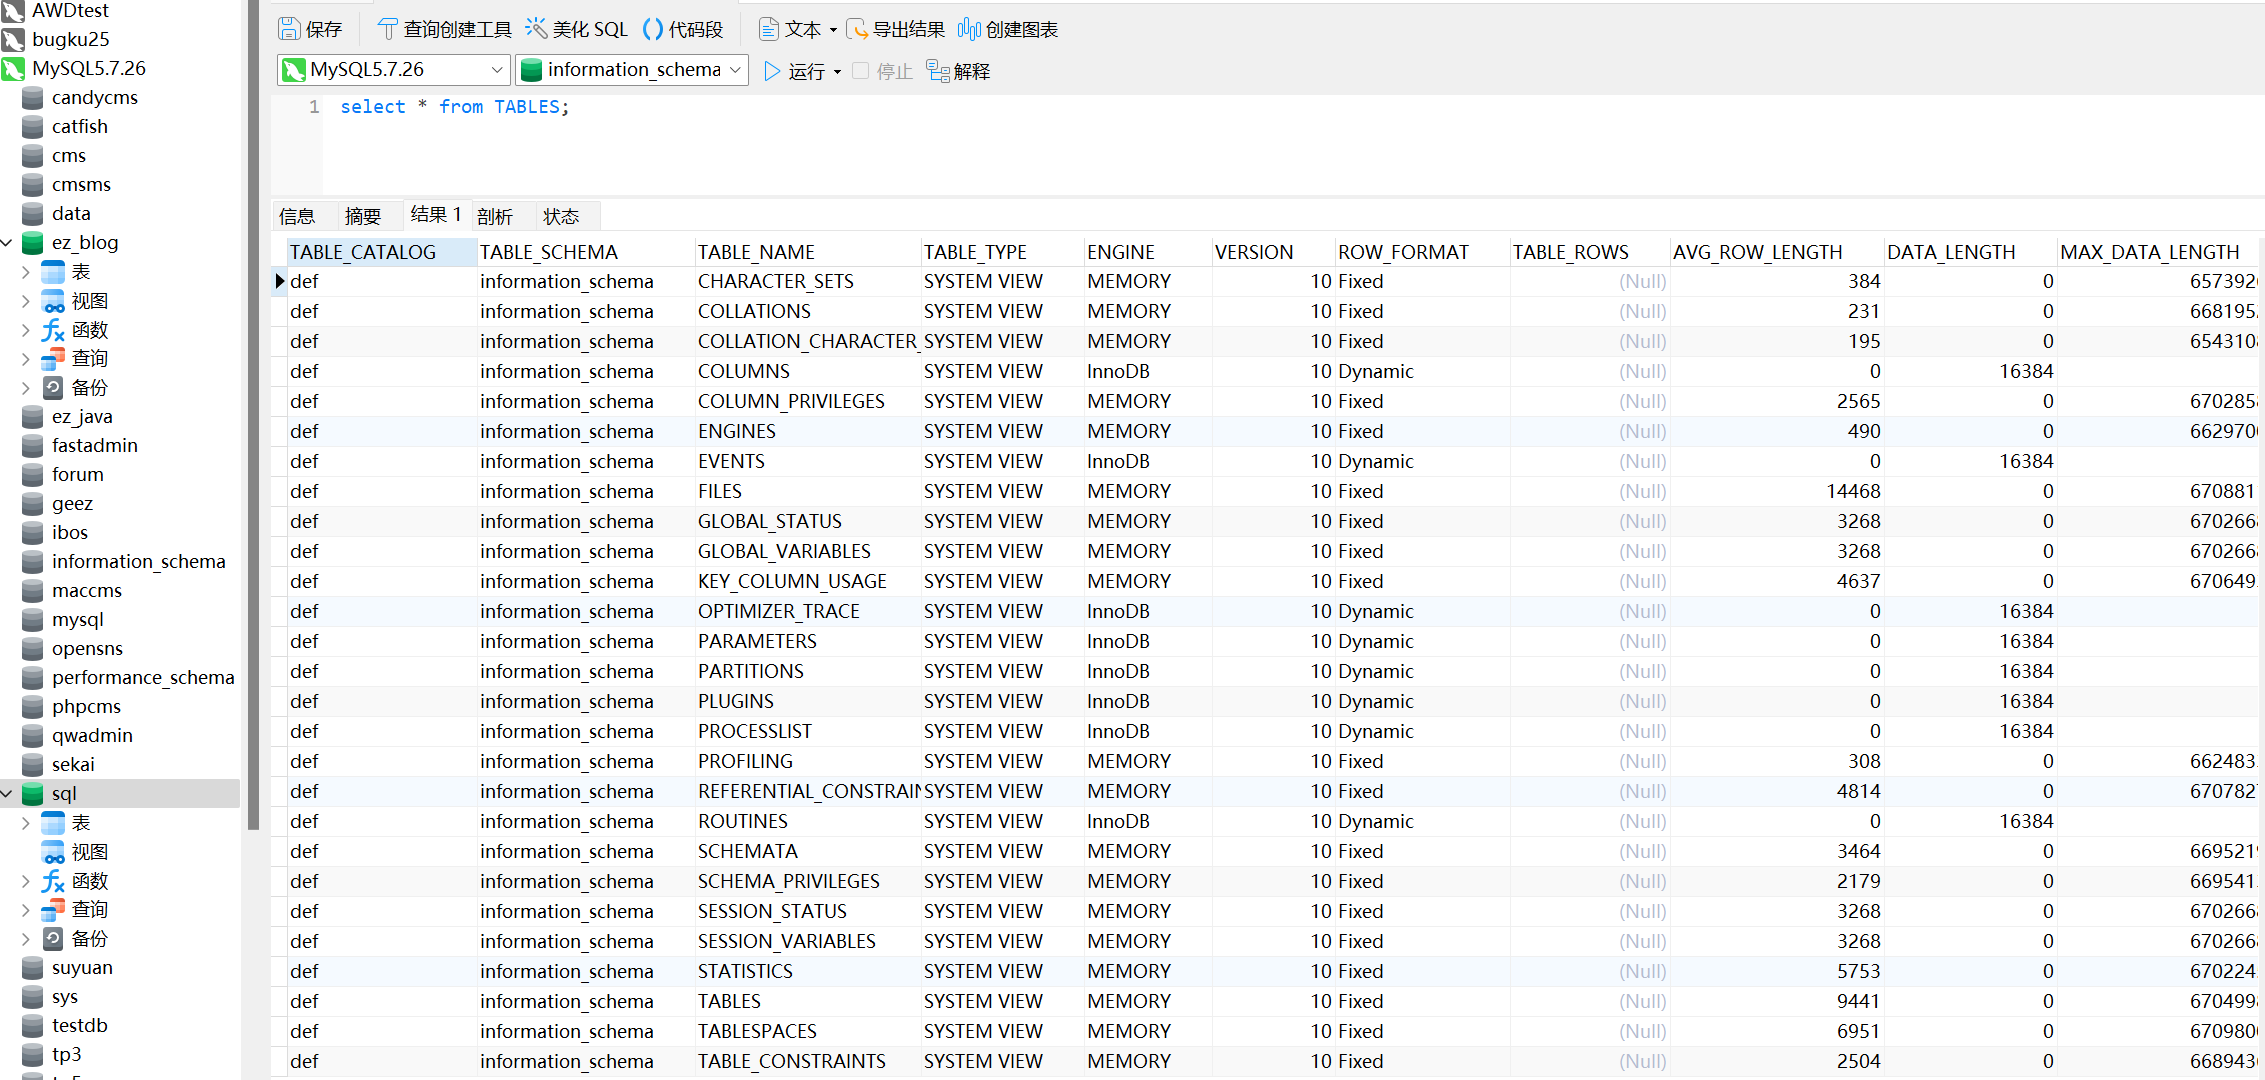 AWDtest
bugku25
MySQL5.7.26
candycms
catfish
cms
cmsms
data
ez_blog
表
视图
函数
查询
备份
ez_java
fastadmin
forum
geez
ibos
information_schema
maccms
mysql
opensns
performance_schema
phpcms
qwadmin
sekai
sql
表
视图
函数
查询
备份
suyuan
sys
testdb
tp3
保存 查询创建工具 美化 SQL 代码段 文本 导出结果 创建图表
MySQL5.7.26 information_schema 运行 停止 解释
1 select * from TABLES;
信息 摘要 结果 1 剖析 状态
TABLE_CATALOG TABLE_SCHEMA TABLE_NAME TABLE_TYPE ENGINE VERSION ROW_FORMAT TABLE_ROWS AVG_ROW_LENGTH DATA_LENGTH MAX_DATA_LENGTH
def information_schema CHARACTER_SETS SYSTEM VIEW MEMORY 10 Fixed (Null) 384 0 657392
def information_schema COLLATIONS SYSTEM VIEW MEMORY 10 Fixed (Null) 231 0 668195
def information_schema COLLATION_CHARACTER_ SYSTEM VIEW MEMORY 10 Fixed (Null) 195 0 654310
def information_schema COLUMNS SYSTEM VIEW InnoDB 10 Dynamic (Null) 0 16384
def information_schema COLUMN_PRIVILEGES SYSTEM VIEW MEMORY 10 Fixed (Null) 2565 0 670285
def information_schema ENGINES SYSTEM VIEW MEMORY 10 Fixed (Null) 490 0 662970
def information_schema EVENTS SYSTEM VIEW InnoDB 10 Dynamic (Null) 0 16384
def information_schema FILES SYSTEM VIEW MEMORY 10 Fixed (Null) 14468 0 670881
def information_schema GLOBAL_STATUS SYSTEM VIEW MEMORY 10 Fixed (Null) 3268 0 670266
def information_schema GLOBAL_VARIABLES SYSTEM VIEW MEMORY 10 Fixed (Null) 3268 0 670266
def information_schema KEY_COLUMN_USAGE SYSTEM VIEW MEMORY 10 Fixed (Null) 4637 0 670649
def information_schema OPTIMIZER_TRACE SYSTEM VIEW InnoDB 10 Dynamic (Null) 0 16384
def information_schema PARAMETERS SYSTEM VIEW InnoDB 10 Dynamic (Null) 0 16384
def information_schema PARTITIONS SYSTEM VIEW InnoDB 10 Dynamic (Null) 0 16384
def information_schema PLUGINS SYSTEM VIEW InnoDB 10 Dynamic (Null) 0 16384
def information_schema PROCESSLIST SYSTEM VIEW InnoDB 10 Dynamic (Null) 0 16384
def information_schema PROFILING SYSTEM VIEW MEMORY 10 Fixed (Null) 308 0 662483
def information_schema REFERENTIAL_CONSTRAIN SYSTEM VIEW MEMORY 10 Fixed (Null) 4814 0 670782
def information_schema ROUTINES SYSTEM VIEW InnoDB 10 Dynamic (Null) 0 16384
def information_schema SCHEMATA SYSTEM VIEW MEMORY 10 Fixed (Null) 3464 0 669521
def information_schema SCHEMA_PRIVILEGES SYSTEM VIEW MEMORY 10 Fixed (Null) 2179 0 669541
def information_schema SESSION_STATUS SYSTEM VIEW MEMORY 10 Fixed (Null) 3268 0 670266
def information_schema SESSION_VARIABLES SYSTEM VIEW MEMORY 10 Fixed (Null) 3268 0 670266
def information_schema STATISTICS SYSTEM VIEW MEMORY 10 Fixed (Null) 5753 0 670224
def information_schema TABLES SYSTEM VIEW MEMORY 10 Fixed (Null) 9441 0 670499
def information_schema TABLESPACES SYSTEM VIEW MEMORY 10 Fixed (Null) 6951 0 670980
def information_schema TABLE_CONSTRAINTS SYSTEM VIEW MEMORY 10 Fixed (Null) 2504 0 668943